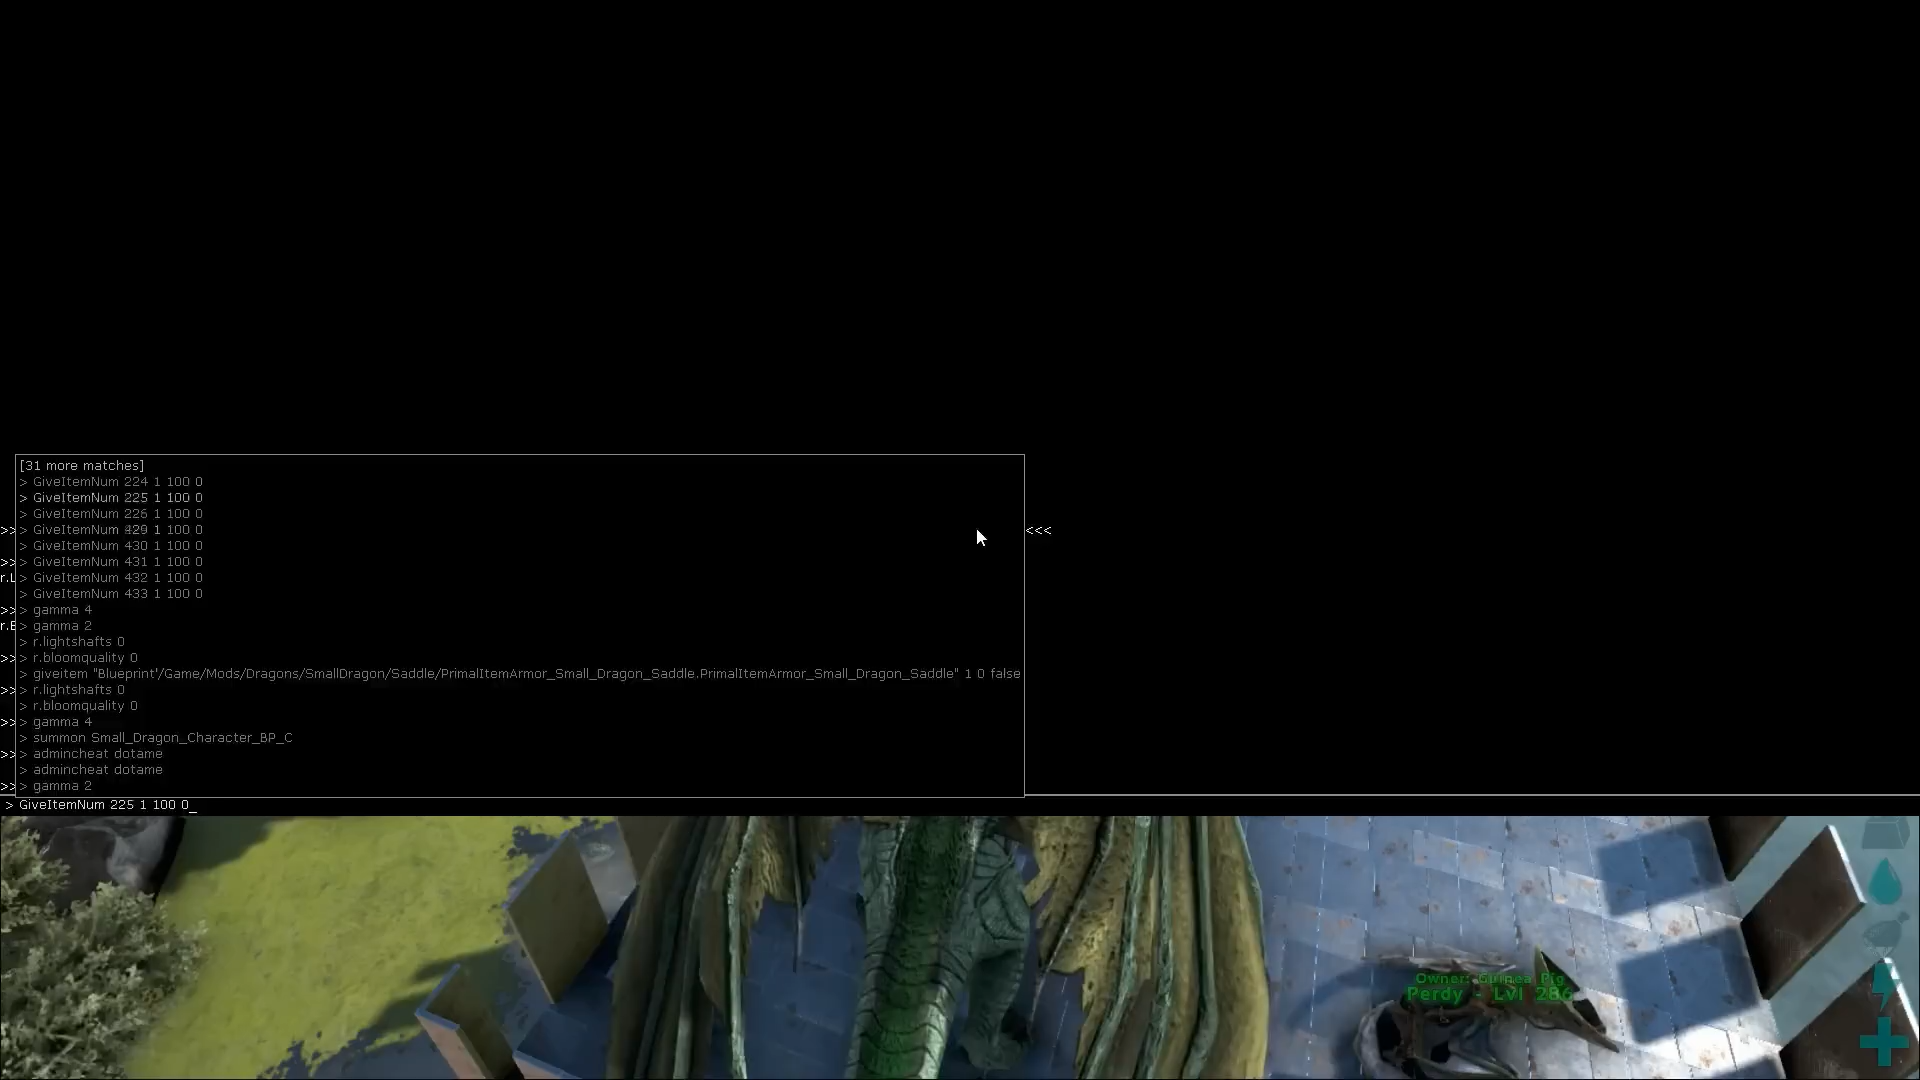 [31 more matches]
> GiveItemNum 224 1 100 0
> GiveItemNum 225 1 100 0
> GiveItemNum 226 1 100 0
>> > GiveItemNum 429 1 100 0 <<<
> GiveItemNum 430 1 100 0
>> > GiveItemNum 431 1 100 0
r.L > GiveItemNum 432 1 100 0
> GiveItemNum 433 1 100 0
>> > gamma 4
r.B > gamma 2
> r.lightshafts 0
>> > r.bloomquality 0
> giveitem "Blueprint'/Game/Mods/Dragons/SmallDragon/Saddle/PrimalItemArmor_Small_Dragon_Saddle.PrimalItemArmor_Small_Dragon_Saddle" 1 0 false
>> > r.lightshafts 0
> r.bloomquality 0
>> > gamma 4
> summon Small_Dragon_Character_BP_C
>> > admincheat dotame
> admincheat dotame
>> > gamma 2
> GiveItemNum 225 1 100 0_
Owner: Guinea Pig
Perdy - Lvl 286